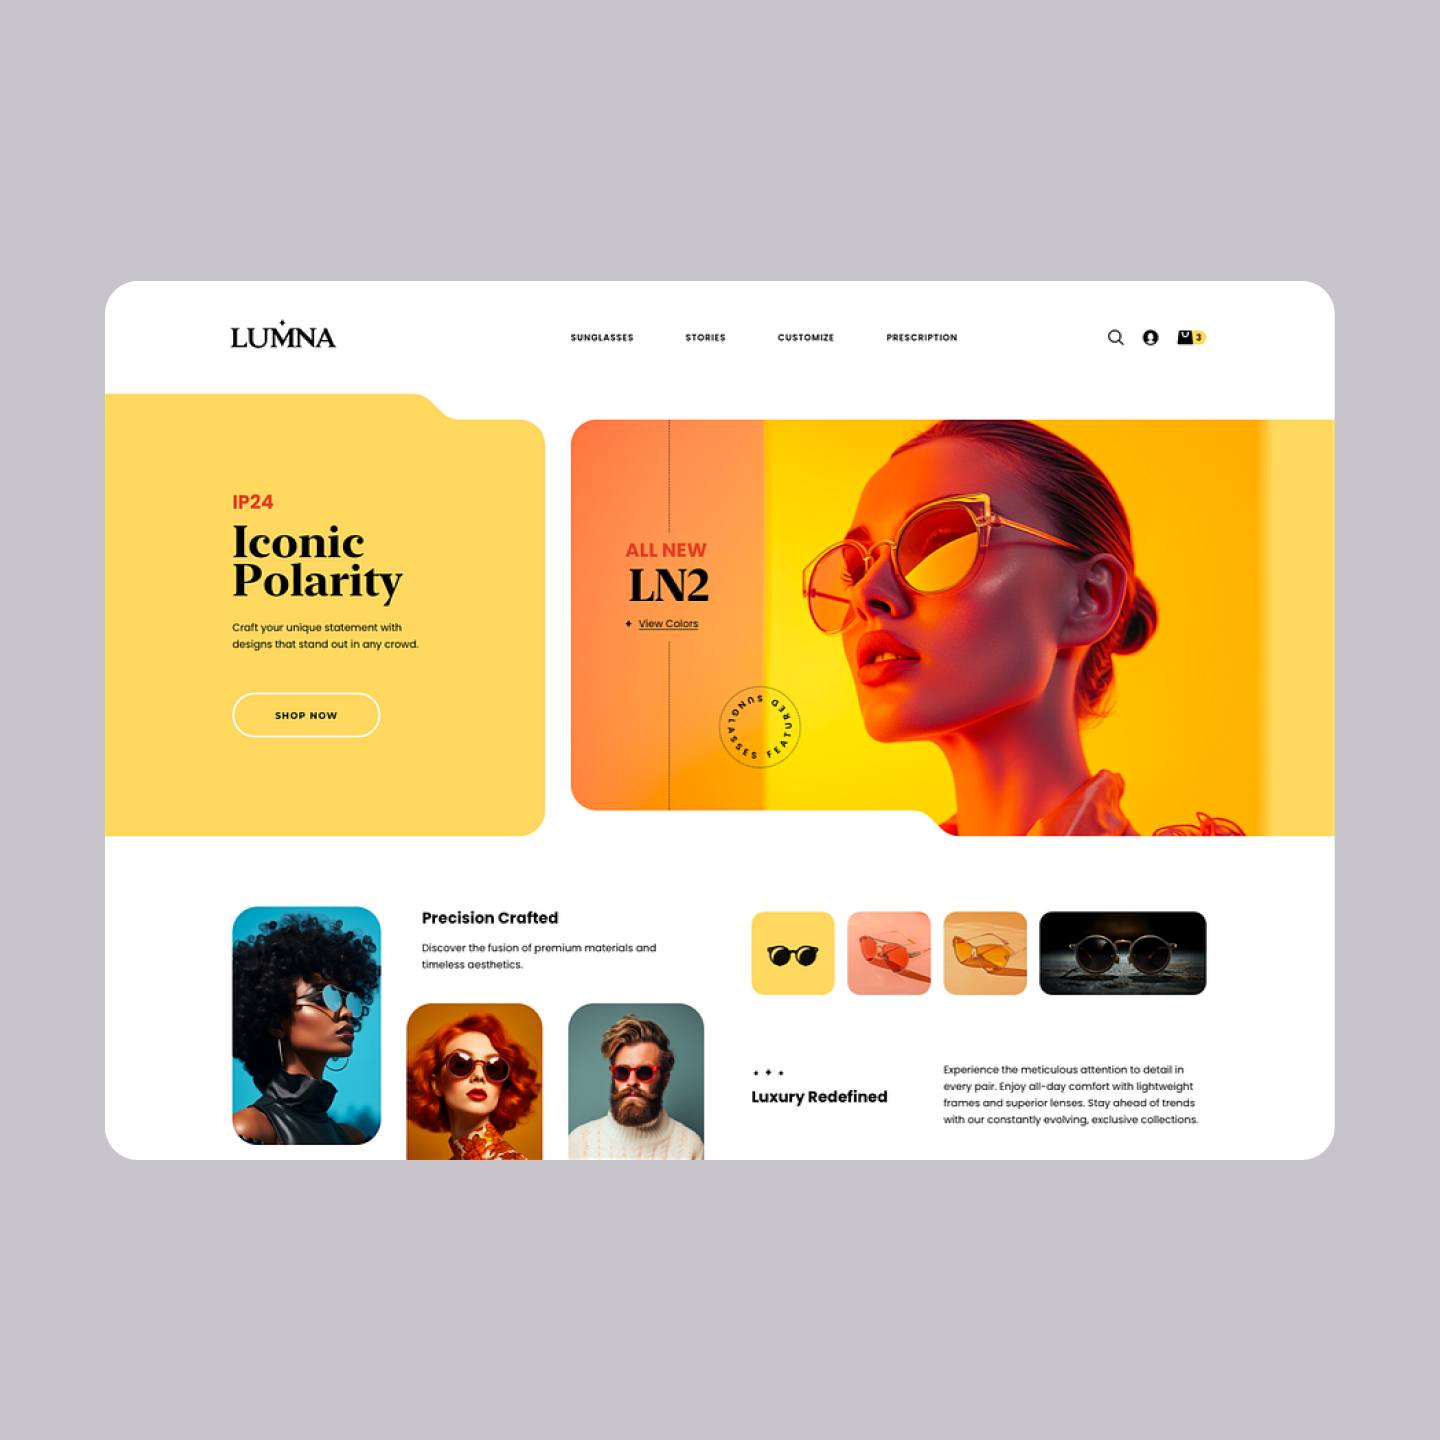 LUMNA
SUNGLASSES
STORIES
CUSTOMIZE
PRESCRIPTION
3
IP24
Iconic
Polarity
Craft your unique statement with
designs that stand out in any crowd.
SHOP NOW
ALL NEW
LN2
View Colors
FEATURED SUNGLASSES
Precision Crafted
Discover the fusion of premium materials and
timeless aesthetics.
Luxury Redefined
Experience the meticulous attention to detail in
every pair. Enjoy all-day comfort with lightweight
frames and superior lenses. Stay ahead of trends
with our constantly evolving, exclusive collections.